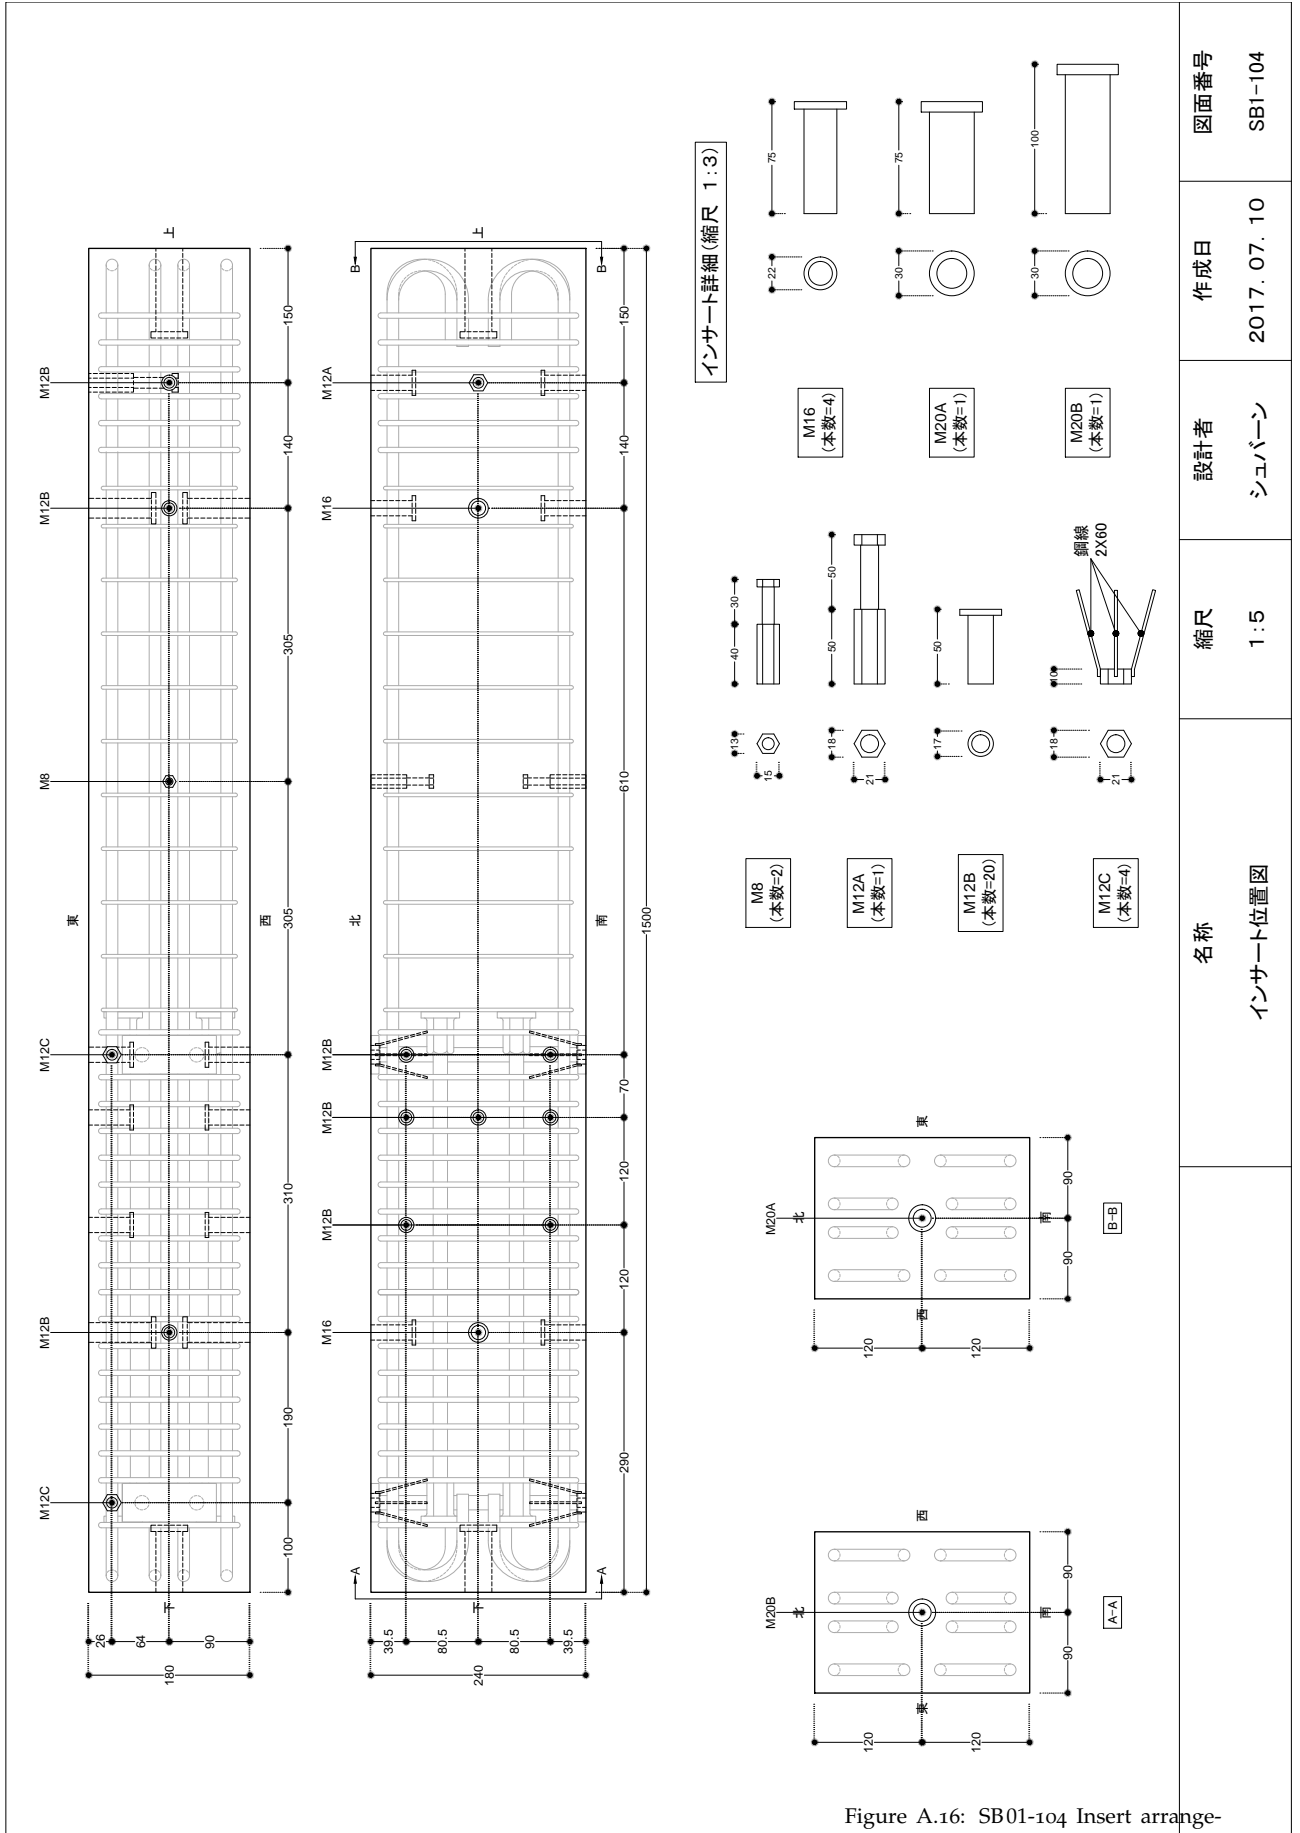 M12B
M12B
M8
M12C
M12B
M12C
東
西
上
下
150
140
305
305
310
190
100
26
64
90
180
M12A
M16
M12B
M12B
M12B
M16
北
南
上
下
B
B
A
A
150
140
610
70
120
120
290
1500
39.5
80.5
80.5
39.5
240
インサート詳細(縮尺 1:3)
M8
(本数=2)
13
15
40
30
M12A
(本数=1)
18
21
50
50
M12B
(本数=20)
17
50
M12C
(本数=4)
18
21
10
鋼線
2X60
M16
(本数=4)
22
75
M20A
(本数=1)
30
75
M20B
(本数=1)
30
100
M20B
北
南
東
西
120
120
90
90
A-A
M20A
北
南
西
東
120
120
90
90
B-B
名称
インサート位置図
縮尺
1:5
設計者
シュバーン
作成日
2017. 07. 10
図面番号
SB1-104
Figure A.16: SB01-104 Insert arrange-